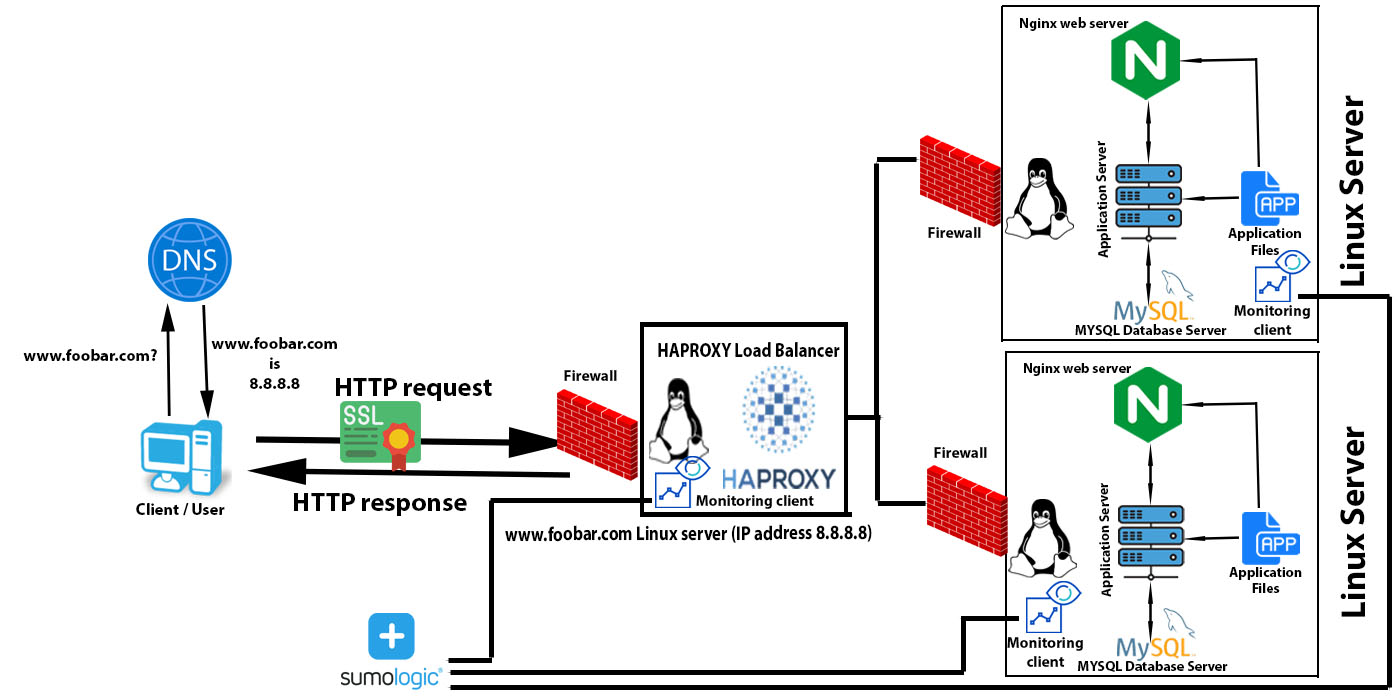 DNS
www.foobar.com?
www.foobar.com
is
8.8.8.8
Client / User
HTTP request
SSL
HTTP response
Firewall
HAPROXY Load Balancer
HAPROXY
Monitoring client
www.foobar.com Linux server (IP address 8.8.8.8)
sumologic
Firewall
Nginx web server
N
Application Server
APP
Application
Files
MySQL
MYSQL Database Server
Monitoring
client
Linux Server
Firewall
Nginx web server
N
Application Server
APP
Application
Files
Monitoring
client
MySQL
MYSQL Database Server
Linux Server